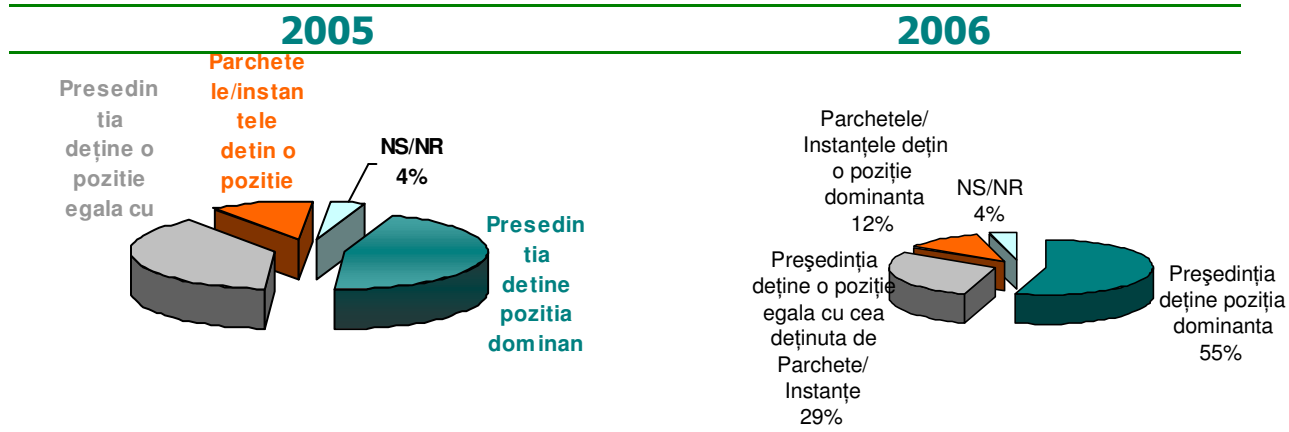 2005
2006
Presedin
tia
deține o
pozitie
egala cu
Parchete
le/instan
tele
detin o
pozitie
NS/NR
4%
Presedin
tia
detine
pozitia
dominan
Parchetele/
Instanțele dețin
o poziție
dominanta
12%
NS/NR
4%
Preşedinția
deține o poziție
egala cu cea
deținuta de
Parchete/
Instanțe
29%
Preşedinția
deține poziția
dominanta
55%